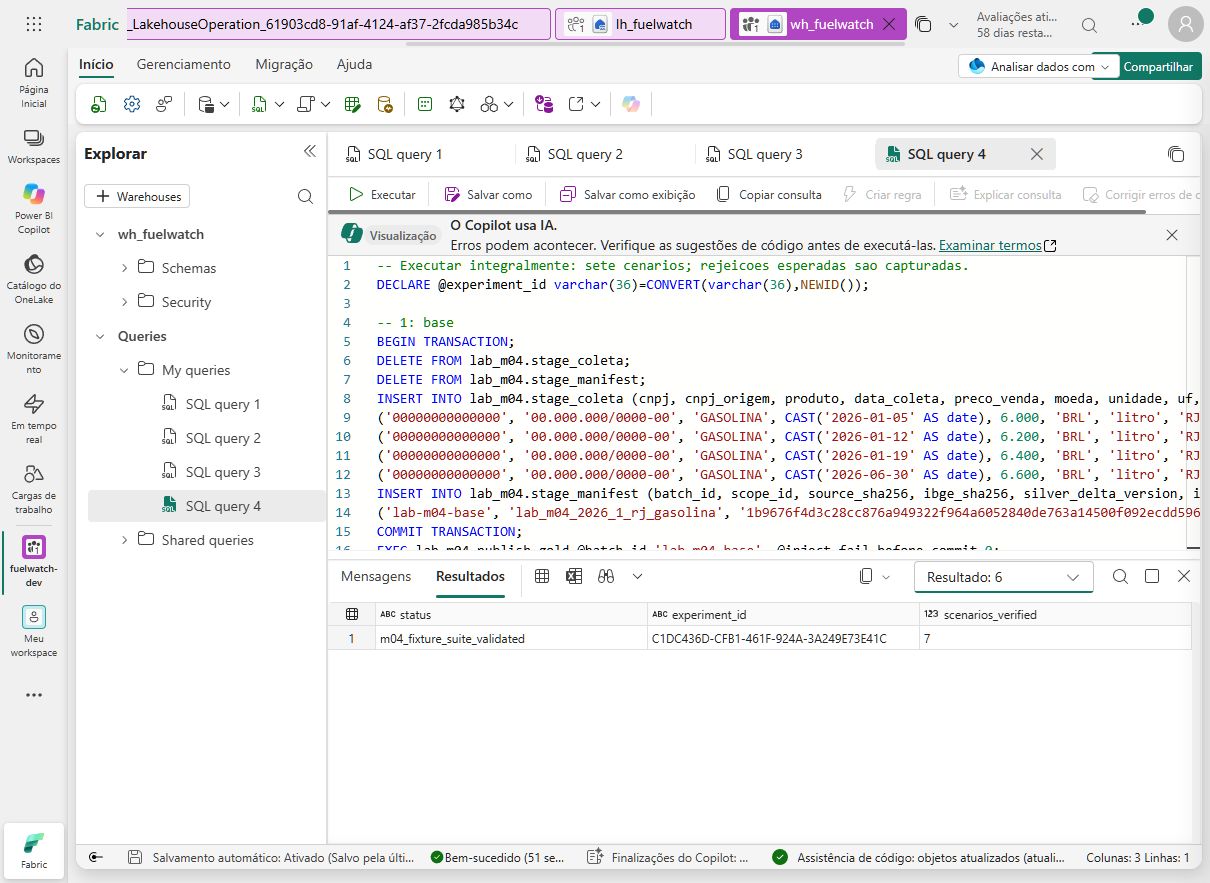 Fabric
_LakehouseOperation_61903cd8-91af-4124-af37-2fcda985b34c
lh_fuelwatch
wh_fuelwatch
Avaliações ati...
58 dias resta...
Início
Gerenciamento
Migração
Ajuda
Analisar dados com
Compartilhar
Página
Inicial
Workspaces
Power BI
Copilot
Catálogo do
OneLake
Monitorame
nto
Em tempo
real
Cargas de
trabalho
fuelwatch-
dev
Meu
workspace
Fabric
Explorar
Warehouses
wh_fuelwatch
Schemas
Security
Queries
My queries
SQL query 1
SQL query 2
SQL query 3
SQL query 4
Shared queries
SQL query 1
SQL query 2
SQL query 3
SQL query 4
Executar
Salvar como
Salvar como exibição
Copiar consulta
Criar regra
Explicar consulta
Corrigir erros de c
Visualização
O Copilot usa IA.
Erros podem acontecer. Verifique as sugestões de código antes de executá-las. Examinar termos
1 -- Executar integralmente: sete cenarios; rejeicoes esperadas sao capturadas.
2 DECLARE @experiment_id varchar(36)=CONVERT(varchar(36),NEWID());
3
4 -- 1: base
5 BEGIN TRANSACTION;
6 DELETE FROM lab_m04.stage_coleta;
7 DELETE FROM lab_m04.stage_manifest;
8 INSERT INTO lab_m04.stage_coleta (cnpj, cnpj_origem, produto, data_coleta, preco_venda, moeda, unidade, uf,
9 ('00000000000000', '00.000.000/0000-00', 'GASOLINA', CAST('2026-01-05' AS date), 6.000, 'BRL', 'litro', 'RJ
10 ('00000000000000', '00.000.000/0000-00', 'GASOLINA', CAST('2026-01-12' AS date), 6.200, 'BRL', 'litro', 'RJ
11 ('00000000000000', '00.000.000/0000-00', 'GASOLINA', CAST('2026-01-19' AS date), 6.400, 'BRL', 'litro', 'RJ
12 ('00000000000000', '00.000.000/0000-00', 'GASOLINA', CAST('2026-06-30' AS date), 6.600, 'BRL', 'litro', 'RJ
13 INSERT INTO lab_m04.stage_manifest (batch_id, scope_id, source_sha256, ibge_sha256, silver_delta_version, i
14 ('lab-m04-base', 'lab_m04_2026_1_rj_gasolina', '1b9676f4d3c28cc876a949322f964a6052840de763a14500f092ecdd596
15 COMMIT TRANSACTION;
16 EXEC lab_m04.publish_gold @batch_id='lab-m04-base', @inject_fail_before_commit=0;
Mensagens
Resultados
Resultado: 6
ABC status
ABC experiment_id
123 scenarios_verified
1 m04_fixture_suite_validated C1DC436D-CFB1-461F-924A-3A249E73E41C 7
Salvamento automático: Ativado (Salvo pela últi...
Bem-sucedido (51 se...
Finalizações do Copilot: ...
Assistência de código: objetos atualizados (atuali...
Colunas: 3 Linhas: 1